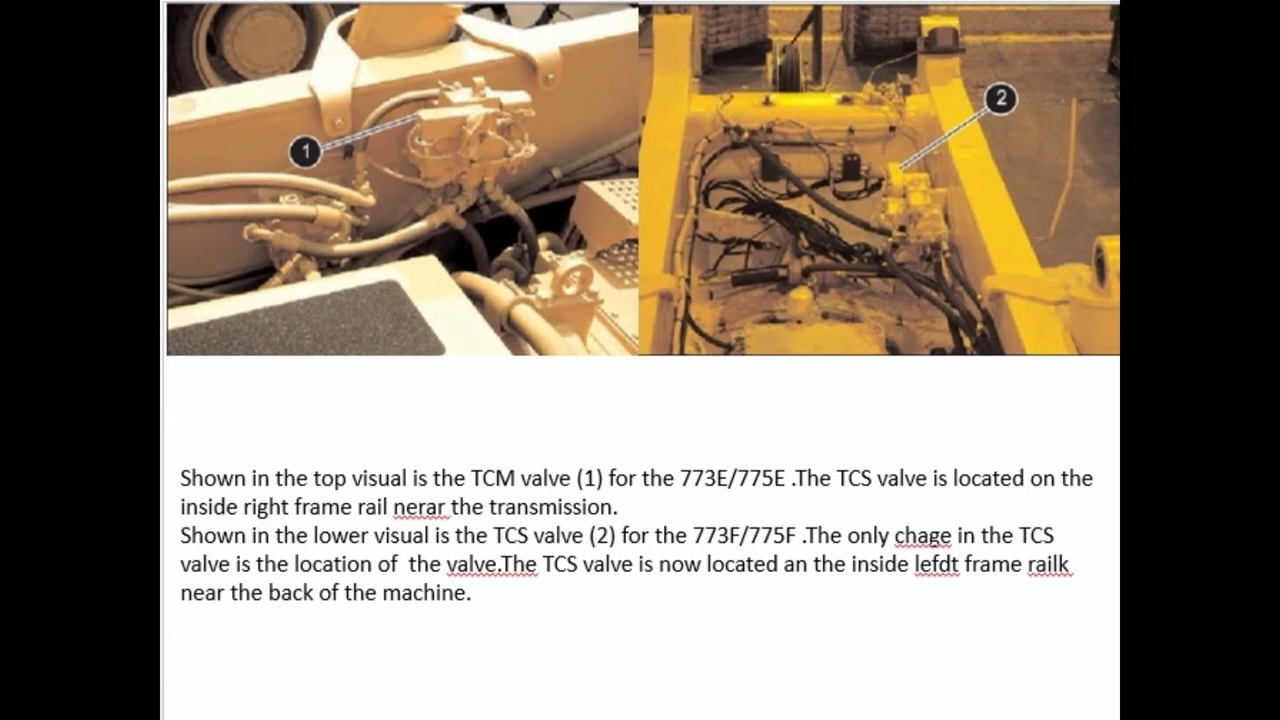 1
2
Shown in the top visual is the TCM valve (1) for the 773E/775E .The TCS valve is located on the
inside right frame rail nerar the transmission.
Shown in the lower visual is the TCS valve (2) for the 773F/775F .The only chage in the TCS
valve is the location of  the valve.The TCS valve is now located an the inside lefdt frame railk
near the back of the machine.